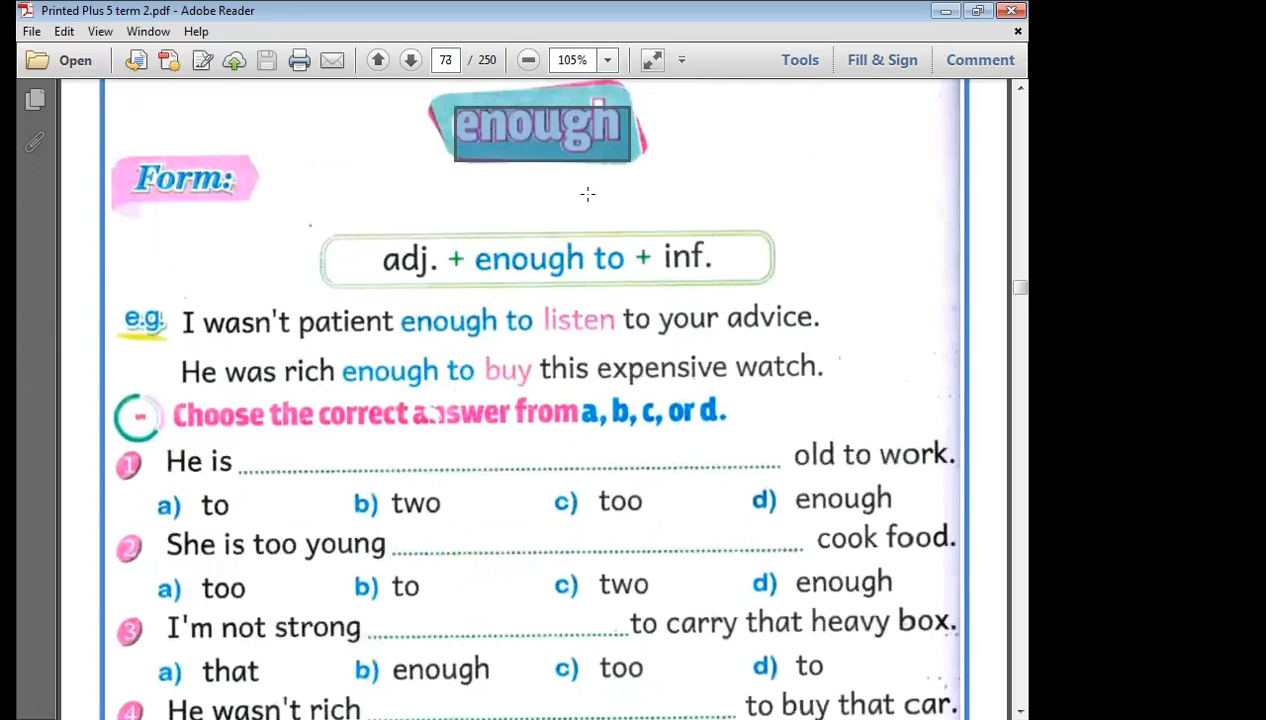 Printed Plus 5 term 2.pdf - Adobe Reader
File Edit View Window Help
Open 73 / 250 105% Tools Fill & Sign Comment
enough
Form:
adj. + enough to + inf.
e.g. I wasn't patient enough to listen to your advice.
He was rich enough to buy this expensive watch.
- Choose the correct answer from a, b, c, or d.
1 He is ........ old to work.
a) to b) two c) too d) enough
2 She is too young ........ cook food.
a) too b) to c) two d) enough
3 I'm not strong ........ to carry that heavy box.
a) that b) enough c) too d) to
4 He wasn't rich ........ to buy that car.